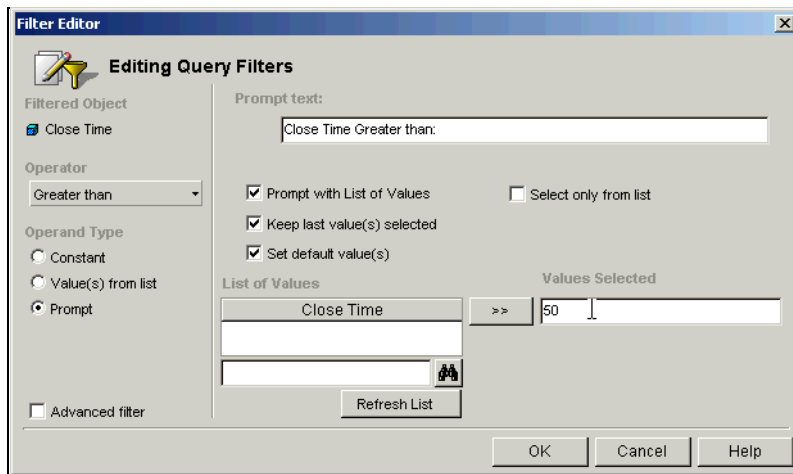 Filter Editor
Editing Query Filters
Filtered Object
Close Time
Operator
Greater than
Operand Type
Constant
Value(s) from list
Prompt
Advanced filter
Prompt text:
Close Time Greater than:
Prompt with List of Values
Select only from list
Keep last value(s) selected
Set default value(s)
List of Values
Close Time
>>
Values Selected
50
Refresh List
OK
Cancel
Help